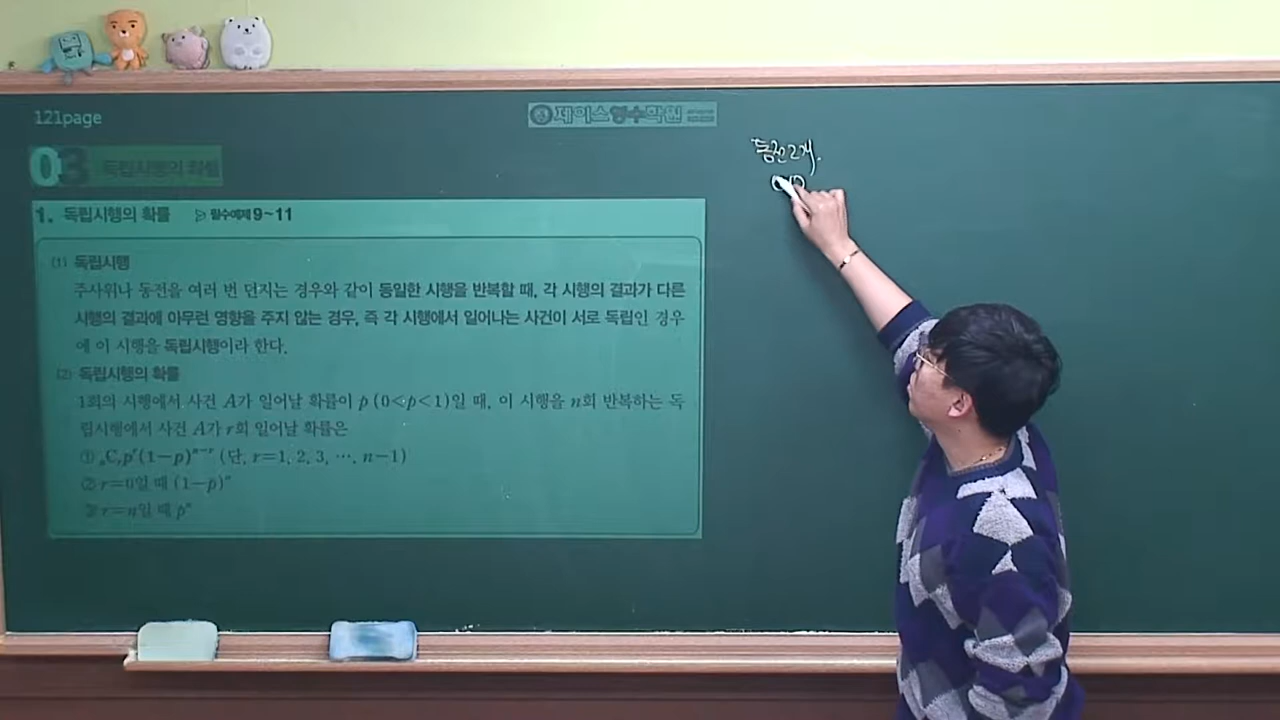 121page
제이스영수학원
03 독립시행의 확률
동전 2개.
1. 독립시행의 확률 ▷ 필수예제 9~11
(1) 독립시행
주사위나 동전을 여러 번 던지는 경우와 같이 동일한 시행을 반복할 때, 각 시행의 결과가 다른
시행의 결과에 아무런 영향을 주지 않는 경우, 즉 각 시행에서 일어나는 사건이 서로 독립인 경우
에 이 시행을 독립시행이라 한다.
(2) 독립시행의 확률
1회의 시행에서 사건 A가 일어날 확률이 p (0<p<1)일 때, 이 시행을 n회 반복하는 독
립시행에서 사건 A가 r회 일어날 확률은
① ₙCᵣpʳ(1−p)ⁿ⁻ʳ (단, r=1, 2, 3, ⋯, n−1)
② r=0일 때 (1−p)ⁿ
③ r=n일 때 pⁿ